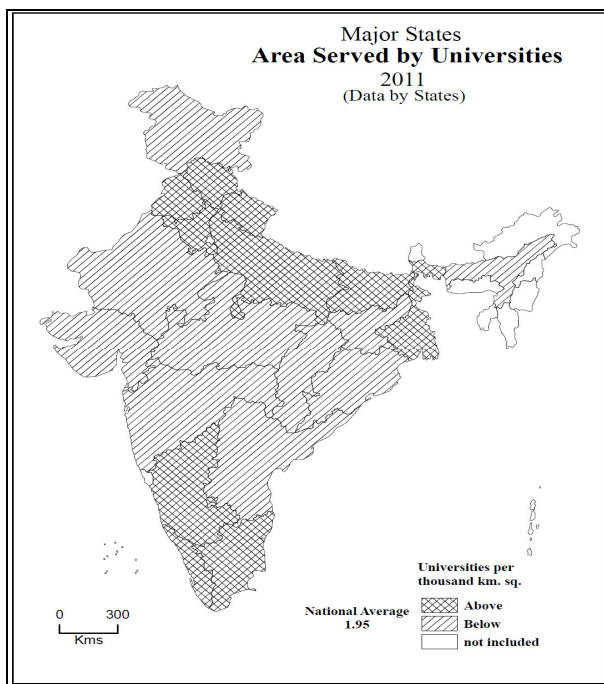 Major States
Area Served by Universities
2011
(Data by States)
Universities per
thousand km. sq.
National Average
1.95
Above
Below
not included
0 300
Kms